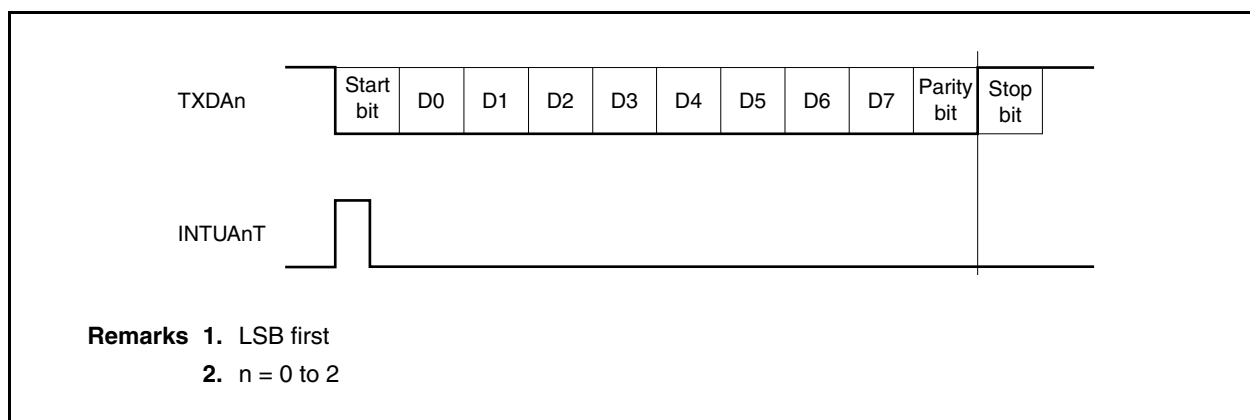 TXDAn
Start bit
D0
D1
D2
D3
D4
D5
D6
D7
Parity bit
Stop bit
INTUAnT
Remarks 1. LSB first
2. n = 0 to 2